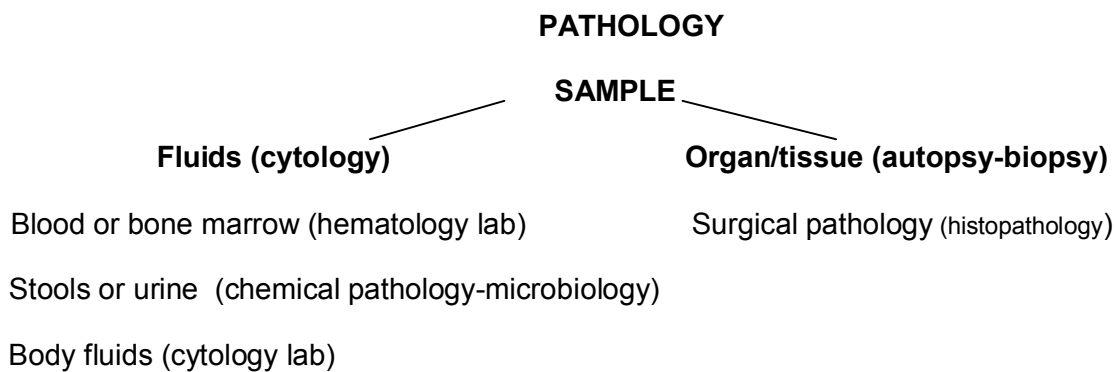 PATHOLOGY
SAMPLE
Fluids (cytology)
Organ/tissue (autopsy-biopsy)
Blood or bone marrow (hematology lab)
Surgical pathology (histopathology)
Stools or urine (chemical pathology-microbiology)
Body fluids (cytology lab)